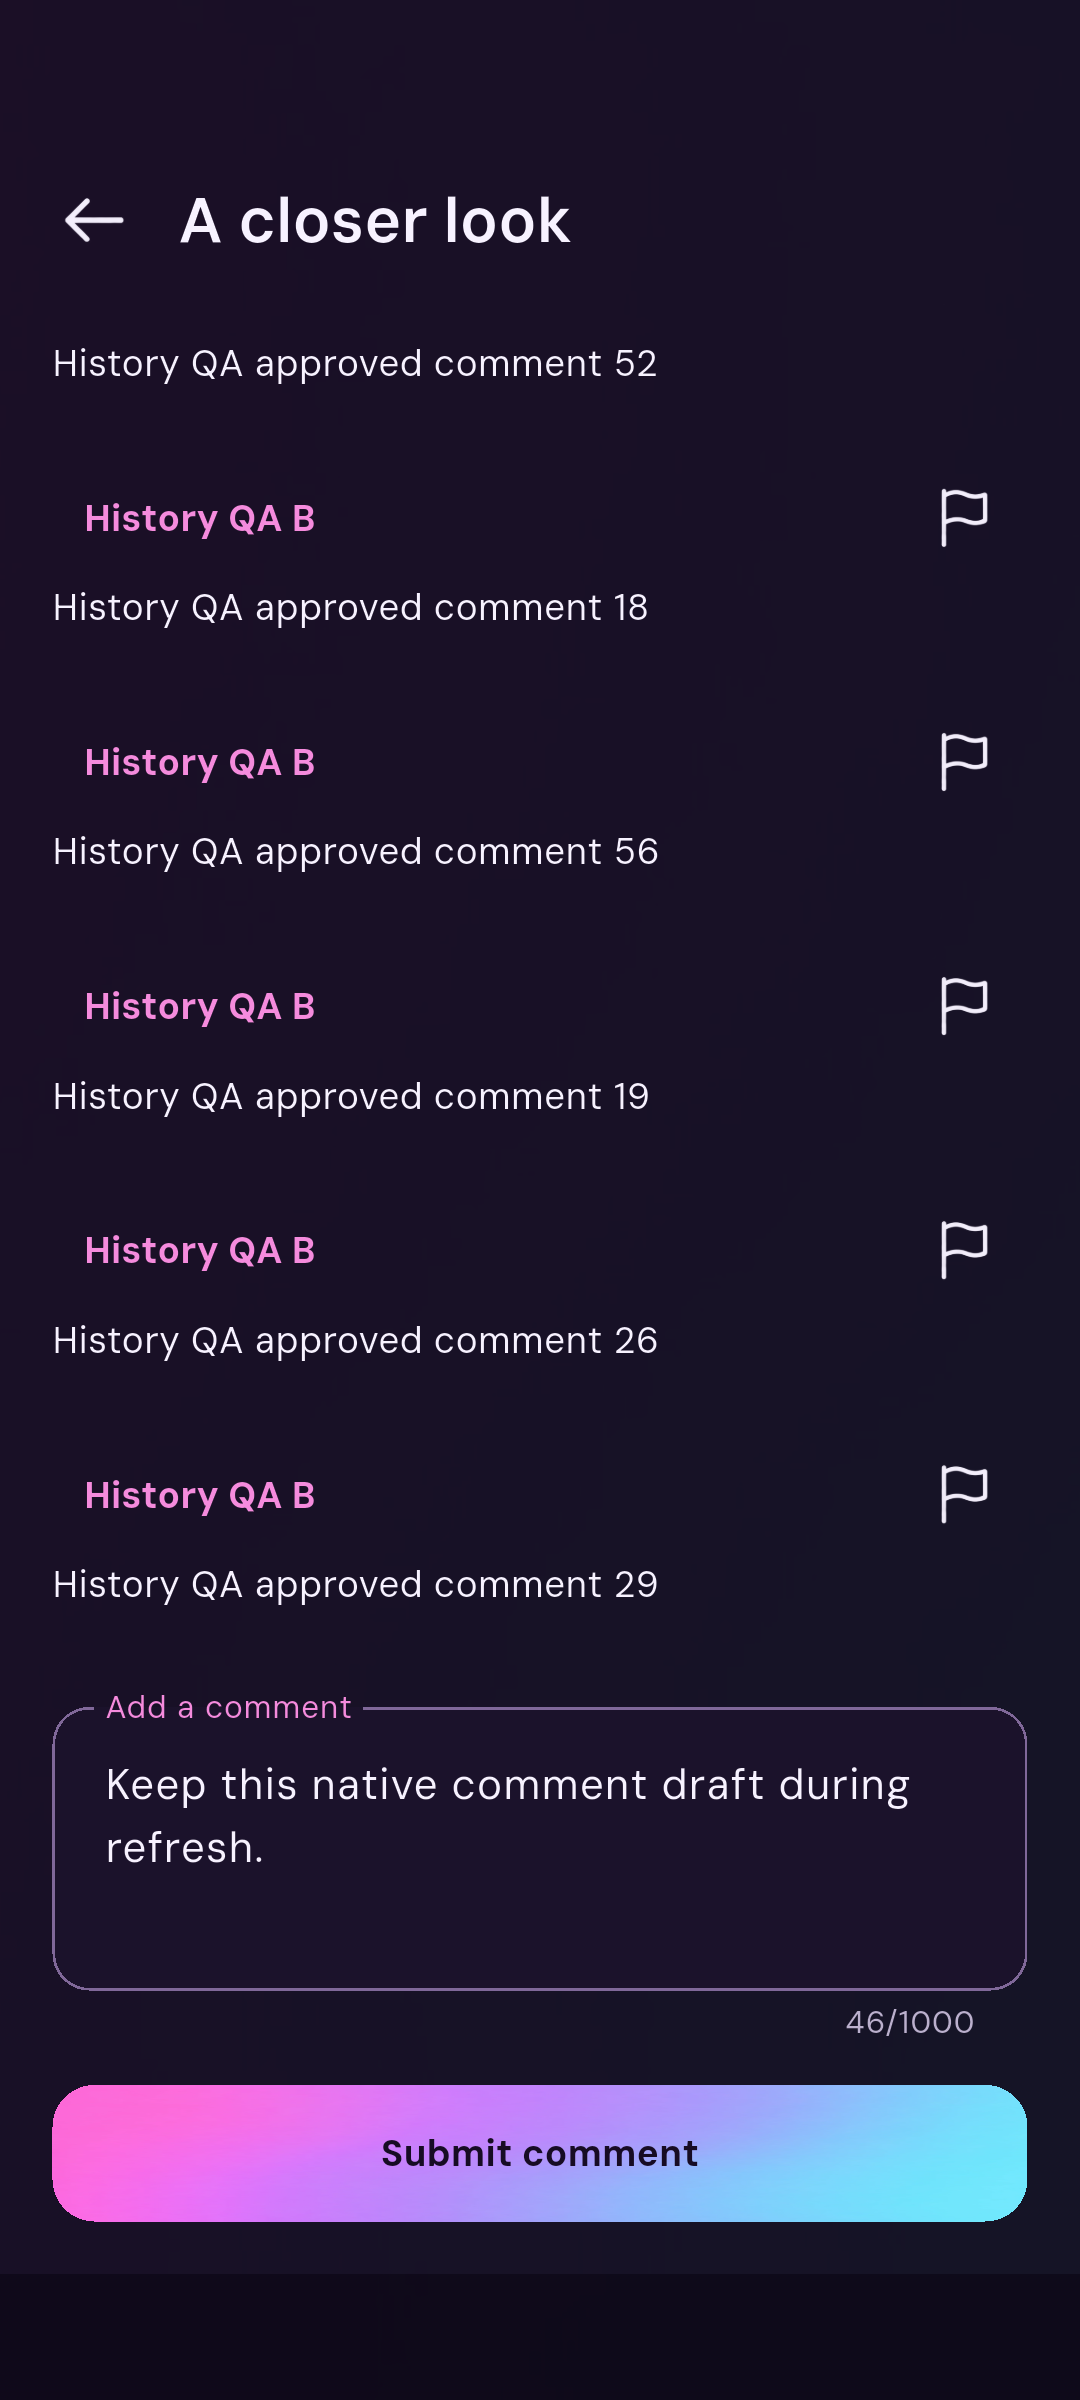 A closer look
History QA approved comment 52
History QA B
History QA approved comment 18
History QA B
History QA approved comment 56
History QA B
History QA approved comment 19
History QA B
History QA approved comment 26
History QA B
History QA approved comment 29
Add a comment
Keep this native comment draft during
refresh.
46/1000
Submit comment